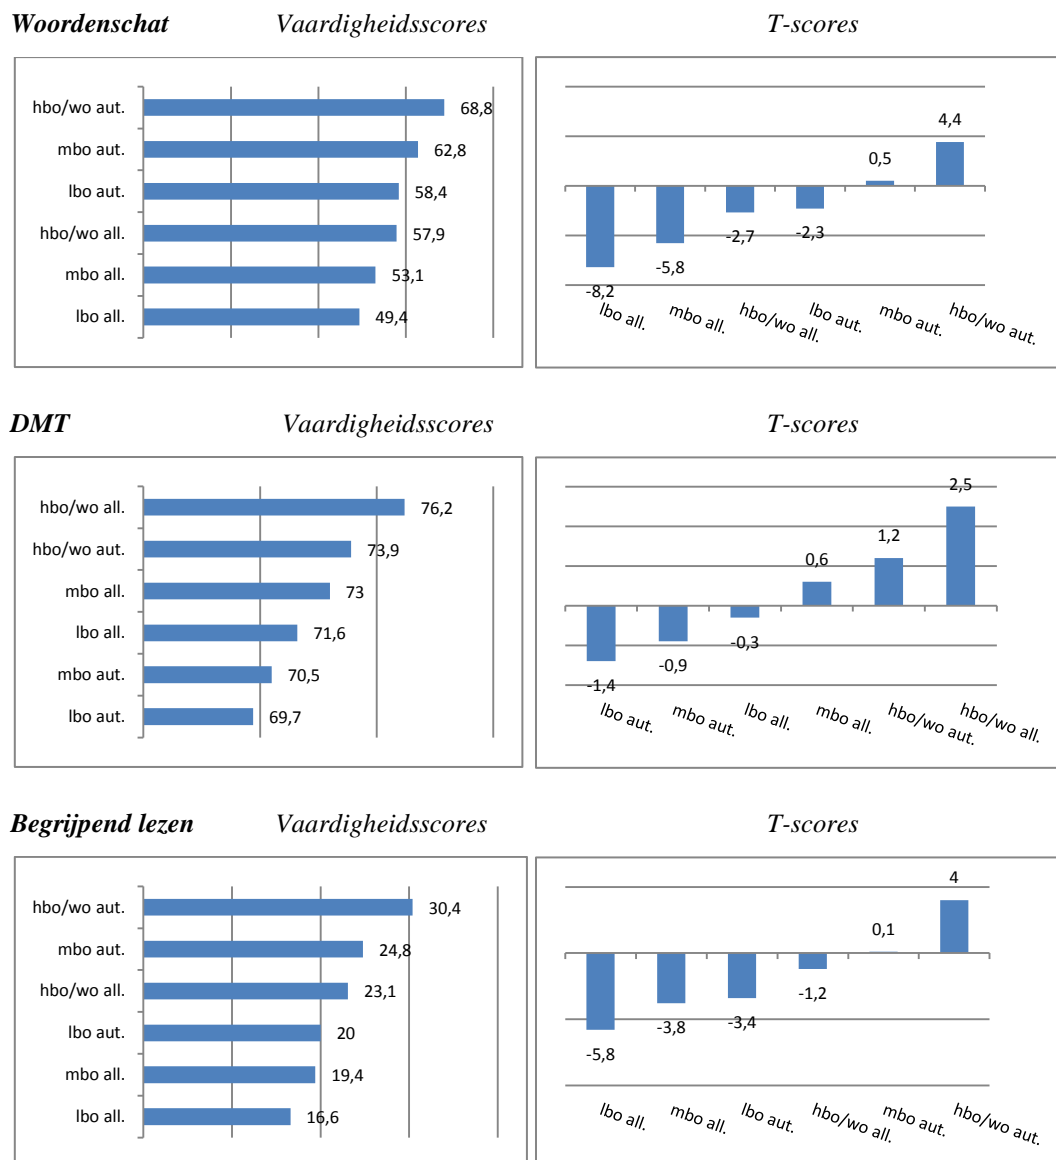 Woordenschat Vaardigheidsscores T-scores
hbo/wo aut. 68,8
mbo aut. 62,8
lbo aut. 58,4
hbo/wo all. 57,9
mbo all. 53,1
lbo all. 49,4
-8,2 -5,8 -2,7 -2,3 0,5 4,4
lbo all. mbo all. hbo/wo all. lbo aut. mbo aut. hbo/wo aut.
DMT Vaardigheidsscores T-scores
hbo/wo all. 76,2
hbo/wo aut. 73,9
mbo all. 73
lbo all. 71,6
mbo aut. 70,5
lbo aut. 69,7
-1,4 -0,9 -0,3 0,6 1,2 2,5
lbo aut. mbo aut. lbo all. mbo all. hbo/wo aut. hbo/wo all.
Begrijpend lezen Vaardigheidsscores T-scores
hbo/wo aut. 30,4
mbo aut. 24,8
hbo/wo all. 23,1
lbo aut. 20
mbo all. 19,4
lbo all. 16,6
-5,8 -3,8 -3,4 -1,2 0,1 4
lbo all. mbo all. lbo aut. hbo/wo all. mbo aut. hbo/wo aut.